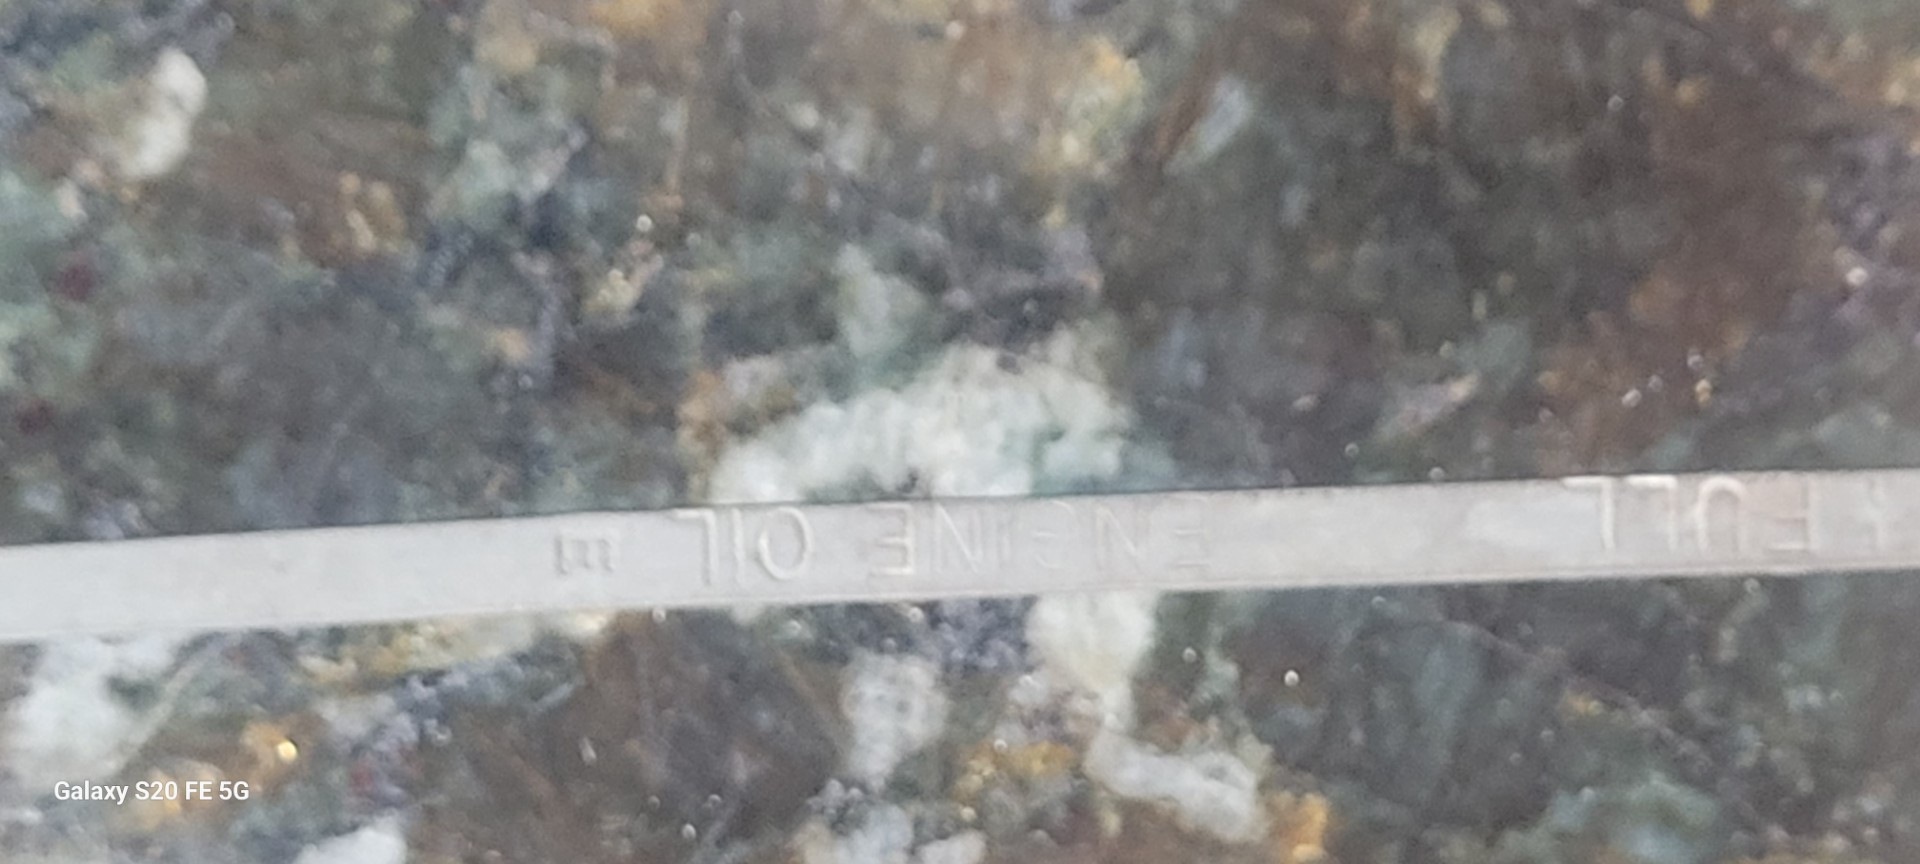 FULL ENGINE OIL
Galaxy S20 FE 5G